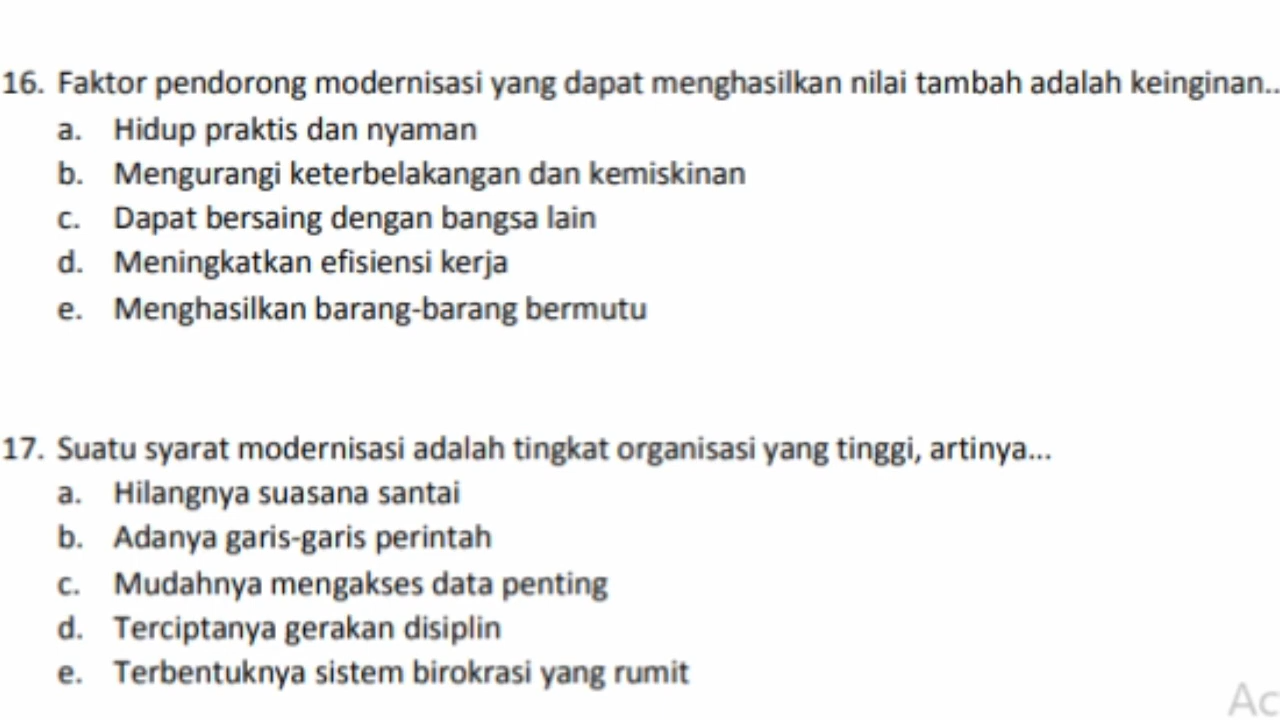 16. Faktor pendorong modernisasi yang dapat menghasilkan nilai tambah adalah keinginan..
a. Hidup praktis dan nyaman
b. Mengurangi keterbelakangan dan kemiskinan
c. Dapat bersaing dengan bangsa lain
d. Meningkatkan efisiensi kerja
e. Menghasilkan barang-barang bermutu
17. Suatu syarat modernisasi adalah tingkat organisasi yang tinggi, artinya...
a. Hilangnya suasana santai
b. Adanya garis-garis perintah
c. Mudahnya mengakses data penting
d. Terciptanya gerakan disiplin
e. Terbentuknya sistem birokrasi yang rumit
Ac